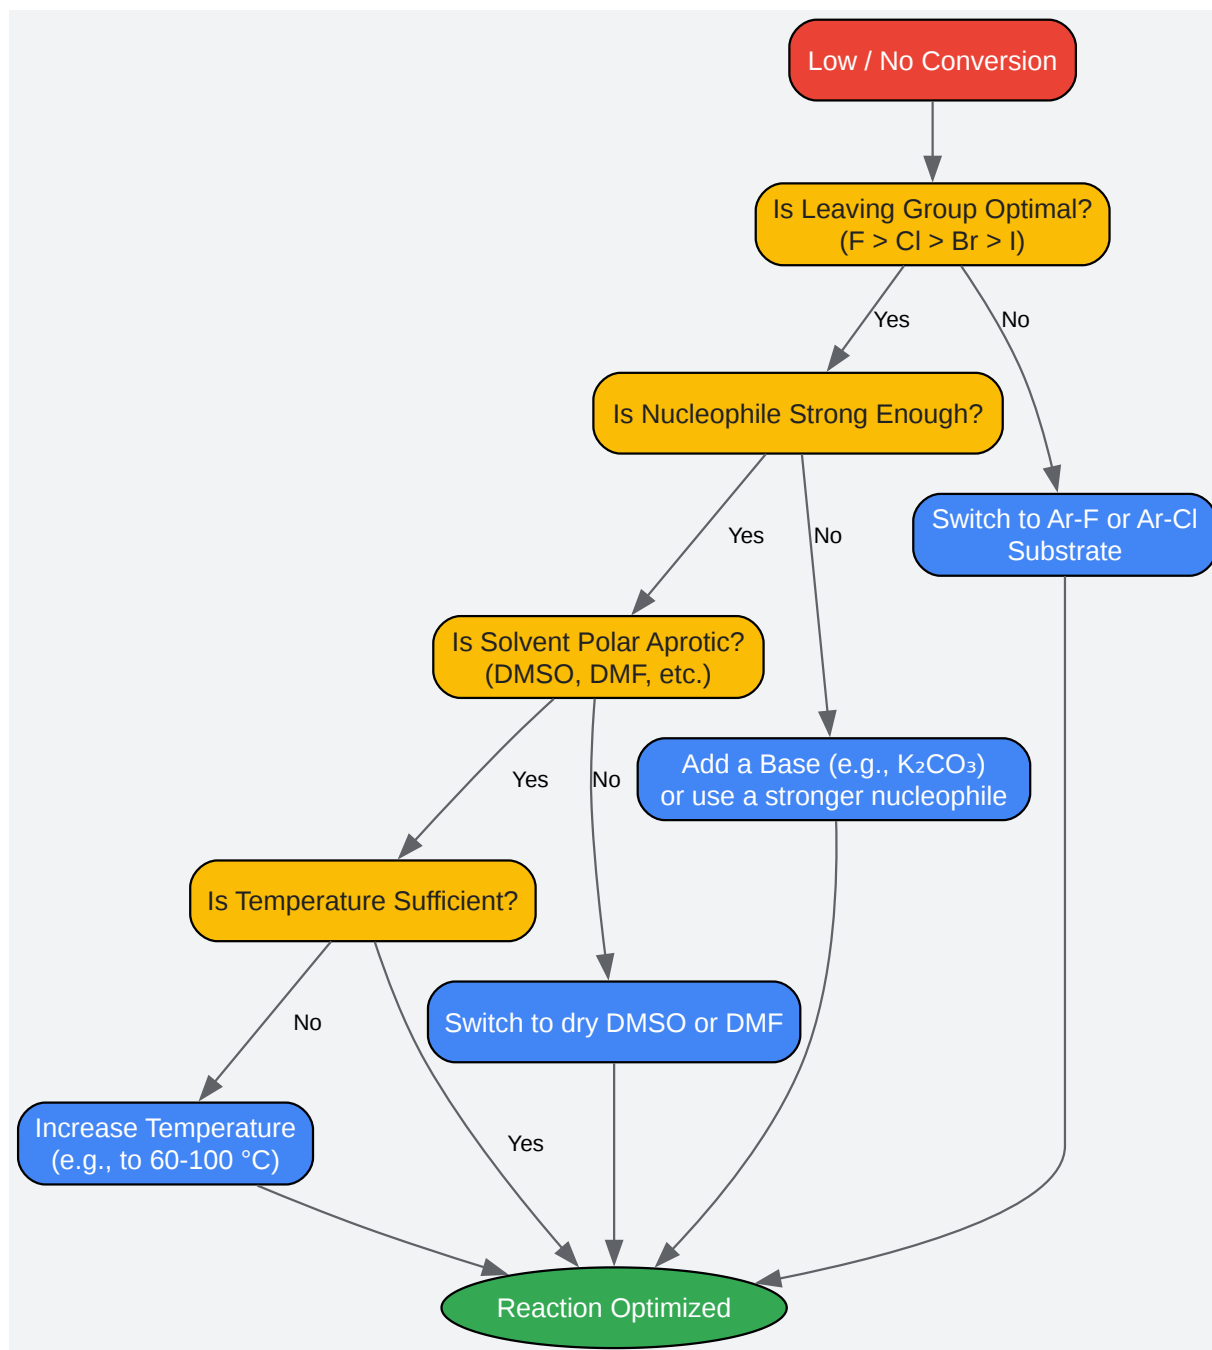 Low / No Conversion
Is Leaving Group Optimal?
(F > Cl > Br > I)
Yes
No
Is Nucleophile Strong Enough?
Switch to Ar-F or Ar-Cl
Substrate
Yes
No
Is Solvent Polar Aprotic?
(DMSO, DMF, etc.)
Add a Base (e.g., K₂CO₃)
or use a stronger nucleophile
Yes
No
Is Temperature Sufficient?
Switch to dry DMSO or DMF
No
Increase Temperature
(e.g., to 60-100 °C)
Yes
Reaction Optimized